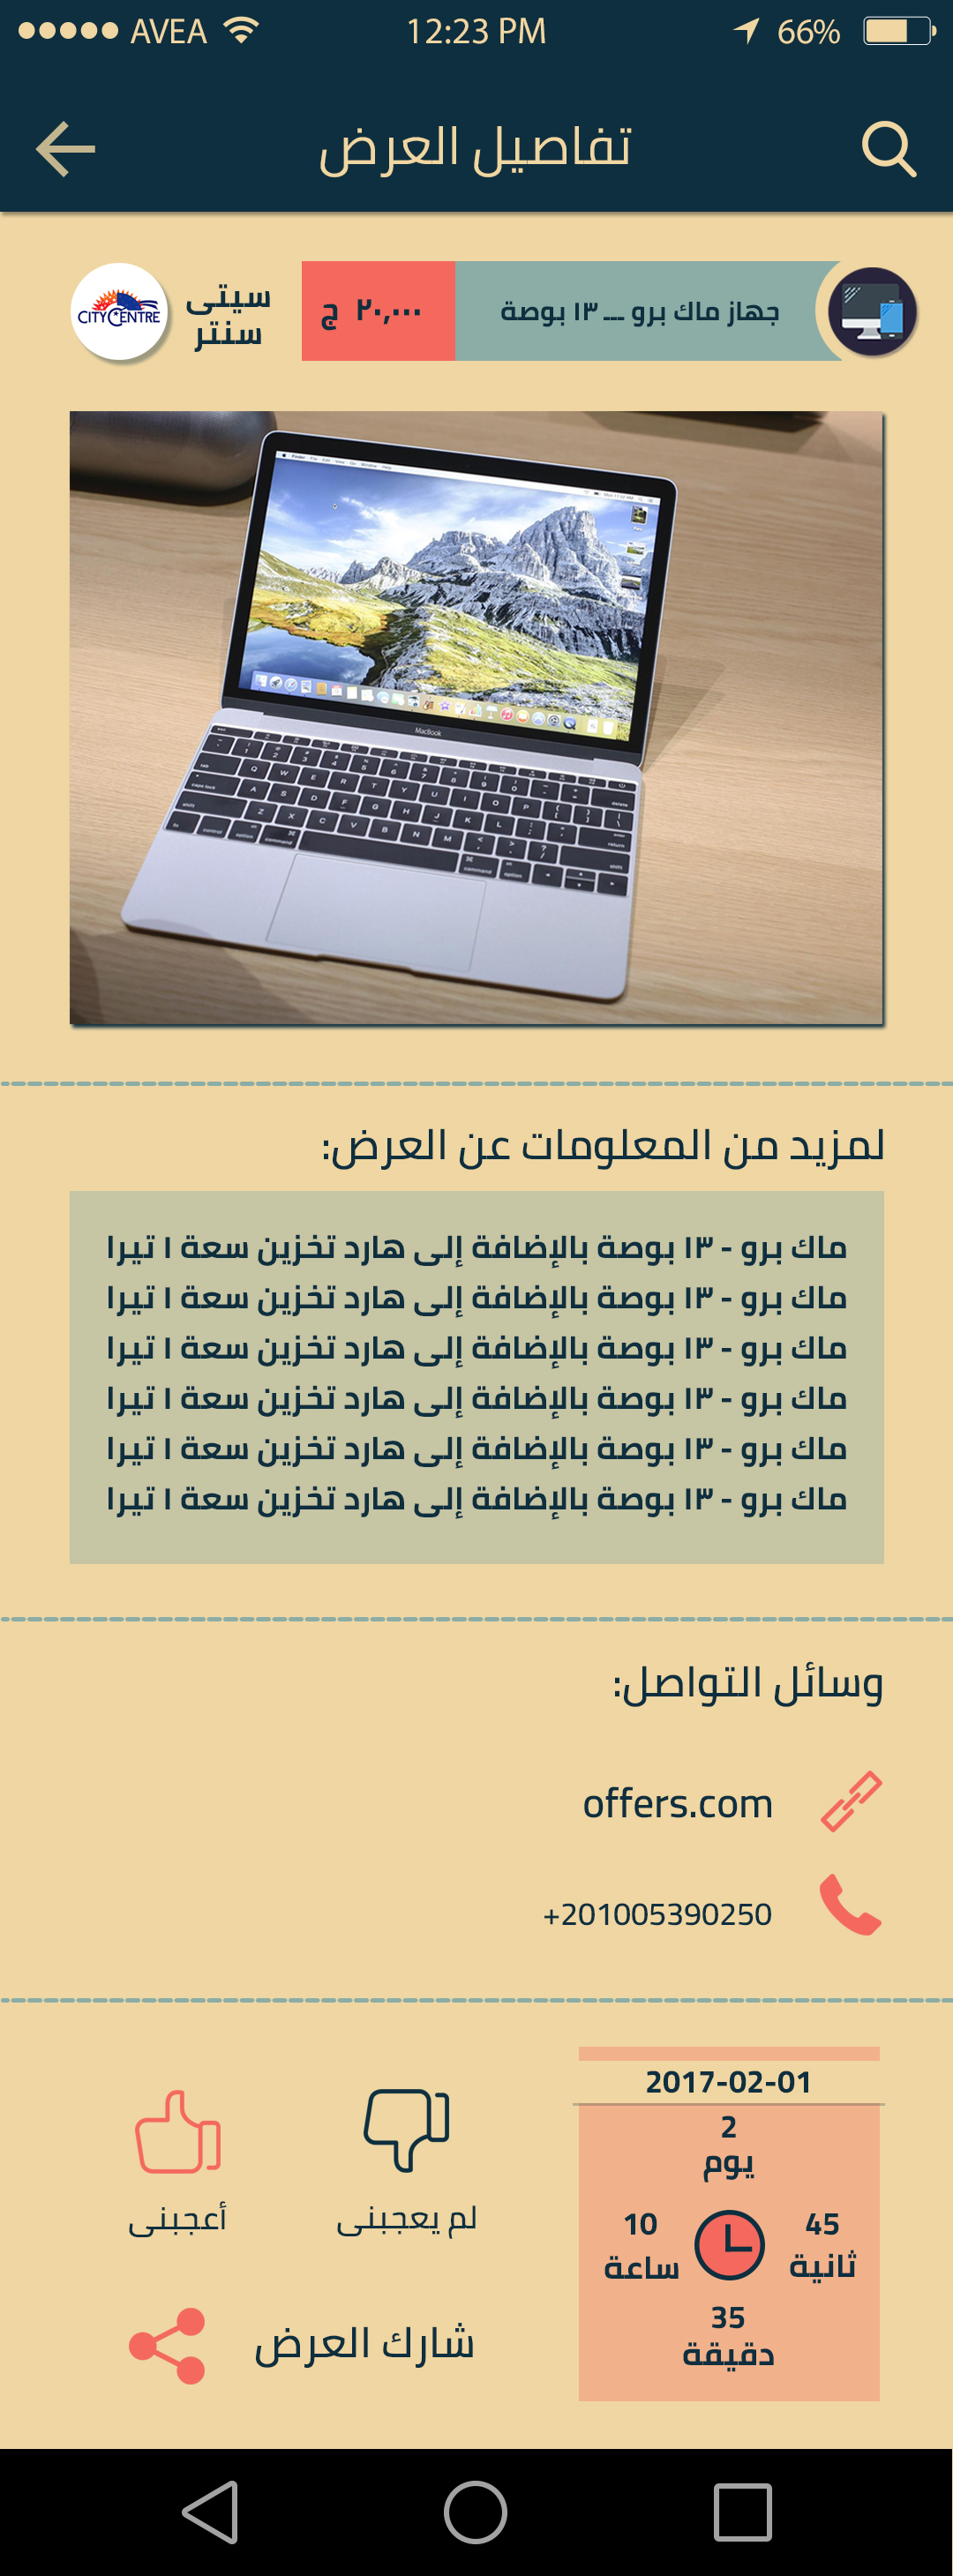 AVEA 12:23 PM 66%
تفاصيل العرض
جهاز ماك برو ـــ ١٣ بوصة
٢٠,٠٠٠ ج
سيتى
سنتر
CITY CENTRE
MacBook
لمزيد من المعلومات عن العرض:
ماك برو - ١٣ بوصة بالإضافة إلى هارد تخزين سعة ١ تيرا
ماك برو - ١٣ بوصة بالإضافة إلى هارد تخزين سعة ١ تيرا
ماك برو - ١٣ بوصة بالإضافة إلى هارد تخزين سعة ١ تيرا
ماك برو - ١٣ بوصة بالإضافة إلى هارد تخزين سعة ١ تيرا
ماك برو - ١٣ بوصة بالإضافة إلى هارد تخزين سعة ١ تيرا
ماك برو - ١٣ بوصة بالإضافة إلى هارد تخزين سعة ١ تيرا
وسائل التواصل:
offers.com
+201005390250
2017-02-01
2
يوم
45
ثانية
10
ساعة
35
دقيقة
لم يعجبنى
أعجبنى
شارك العرض